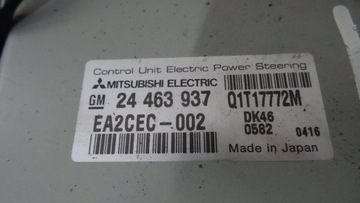 Control Unit Electric Power Steering
MITSUBISHI ELECTRIC
GM 24 463 937 Q1T17772M
EA2CEC-002 DK46
0582 0416
Made in Japan